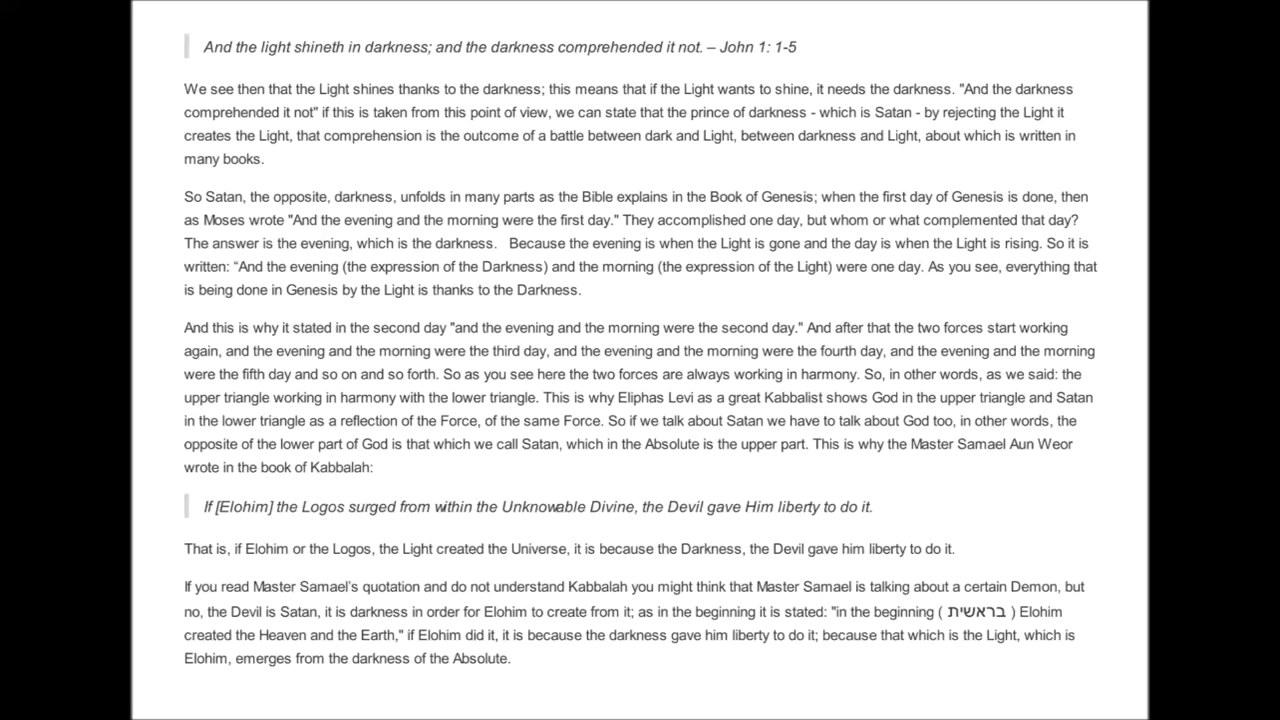 And the light shineth in darkness; and the darkness comprehended it not. – John 1: 1-5
We see then that the Light shines thanks to the darkness; this means that if the Light wants to shine, it needs the darkness. "And the darkness
comprehended it not" if this is taken from this point of view, we can state that the prince of darkness - which is Satan - by rejecting the Light it
creates the Light, that comprehension is the outcome of a battle between dark and Light, between darkness and Light, about which is written in
many books.
So Satan, the opposite, darkness, unfolds in many parts as the Bible explains in the Book of Genesis; when the first day of Genesis is done, then
as Moses wrote "And the evening and the morning were the first day." They accomplished one day, but whom or what complemented that day?
The answer is the evening, which is the darkness.   Because the evening is when the Light is gone and the day is when the Light is rising. So it is
written: “And the evening (the expression of the Darkness) and the morning (the expression of the Light) were one day. As you see, everything that
is being done in Genesis by the Light is thanks to the Darkness.
And this is why it stated in the second day "and the evening and the morning were the second day." And after that the two forces start working
again, and the evening and the morning were the third day, and the evening and the morning were the fourth day, and the evening and the morning
were the fifth day and so on and so forth. So as you see here the two forces are always working in harmony. So, in other words, as we said: the
upper triangle working in harmony with the lower triangle. This is why Eliphas Levi as a great Kabbalist shows God in the upper triangle and Satan
in the lower triangle as a reflection of the Force, of the same Force. So if we talk about Satan we have to talk about God too, in other words, the
opposite of the lower part of God is that which we call Satan, which in the Absolute is the upper part. This is why the Master Samael Aun Weor
wrote in the book of Kabbalah:
If [Elohim] the Logos surged from within the Unknowable Divine, the Devil gave Him liberty to do it.
That is, if Elohim or the Logos, the Light created the Universe, it is because the Darkness, the Devil gave him liberty to do it.
If you read Master Samael’s quotation and do not understand Kabbalah you might think that Master Samael is talking about a certain Demon, but
no, the Devil is Satan, it is darkness in order for Elohim to create from it; as in the beginning it is stated: "in the beginning ( בראשית ) Elohim
created the Heaven and the Earth," if Elohim did it, it is because the darkness gave him liberty to do it; because that which is the Light, which is
Elohim, emerges from the darkness of the Absolute.